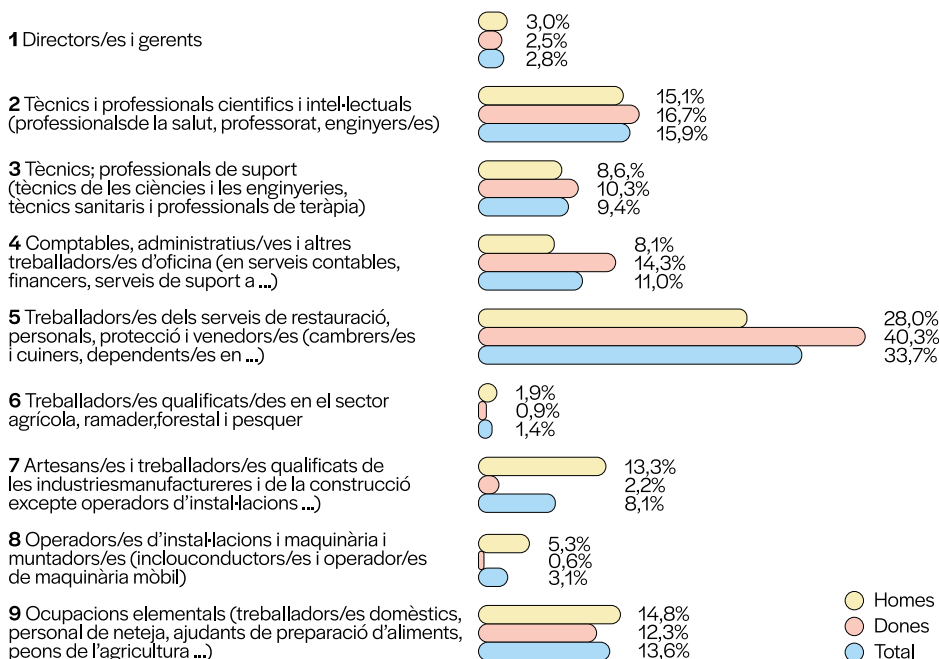 1 Directors/es i gerents
3,0%
2,5%
2,8%
2 Tècnics i professionals cientifics i intel·lectuals
(professionalsde la salut, professorat, enginyers/es)
15,1%
16,7%
15,9%
3 Tècnics; professionals de suport
(tècnics de les ciències i les enginyeries,
tècnics sanitaris i professionals de teràpia)
8,6,%
10,3%
9,4%
4 Comptables, administratius/ves i altres
treballadors/es d’oficina (en serveis contables,
financers, serveis de suport a ...)
8,1%
14,3%
11,0%
5 Treballadors/es dels serveis de restauració,
personals, protecció i venedors/es (cambrers/es
i cuiners, dependents/es en ...)
28,0%
40,3%
33,7%
6 Treballadors/es qualificats/des en el sector
agrícola, ramader,forestal i pesquer
1,9%
0,9%
1,4%
7 Artesans/es i treballadors/es qualificats de
les industriesmanufactureres i de la construcció
excepte operadors d’instal·lacions ...)
13,3%
2,2%
8,1%
8 Operadors/es d’instal·lacions i maquinària i
muntadors/es (inclouconductors/es i operador/es
de maquinària mòbil)
5,3%
0,6%
3,1%
9 Ocupacions elementals (treballadors/es domèstics,
personal de neteja, ajudants de preparació d’aliments,
peons de l’agricultura ...)
14,8%
12,3%
13,6%
Homes
Dones
Total